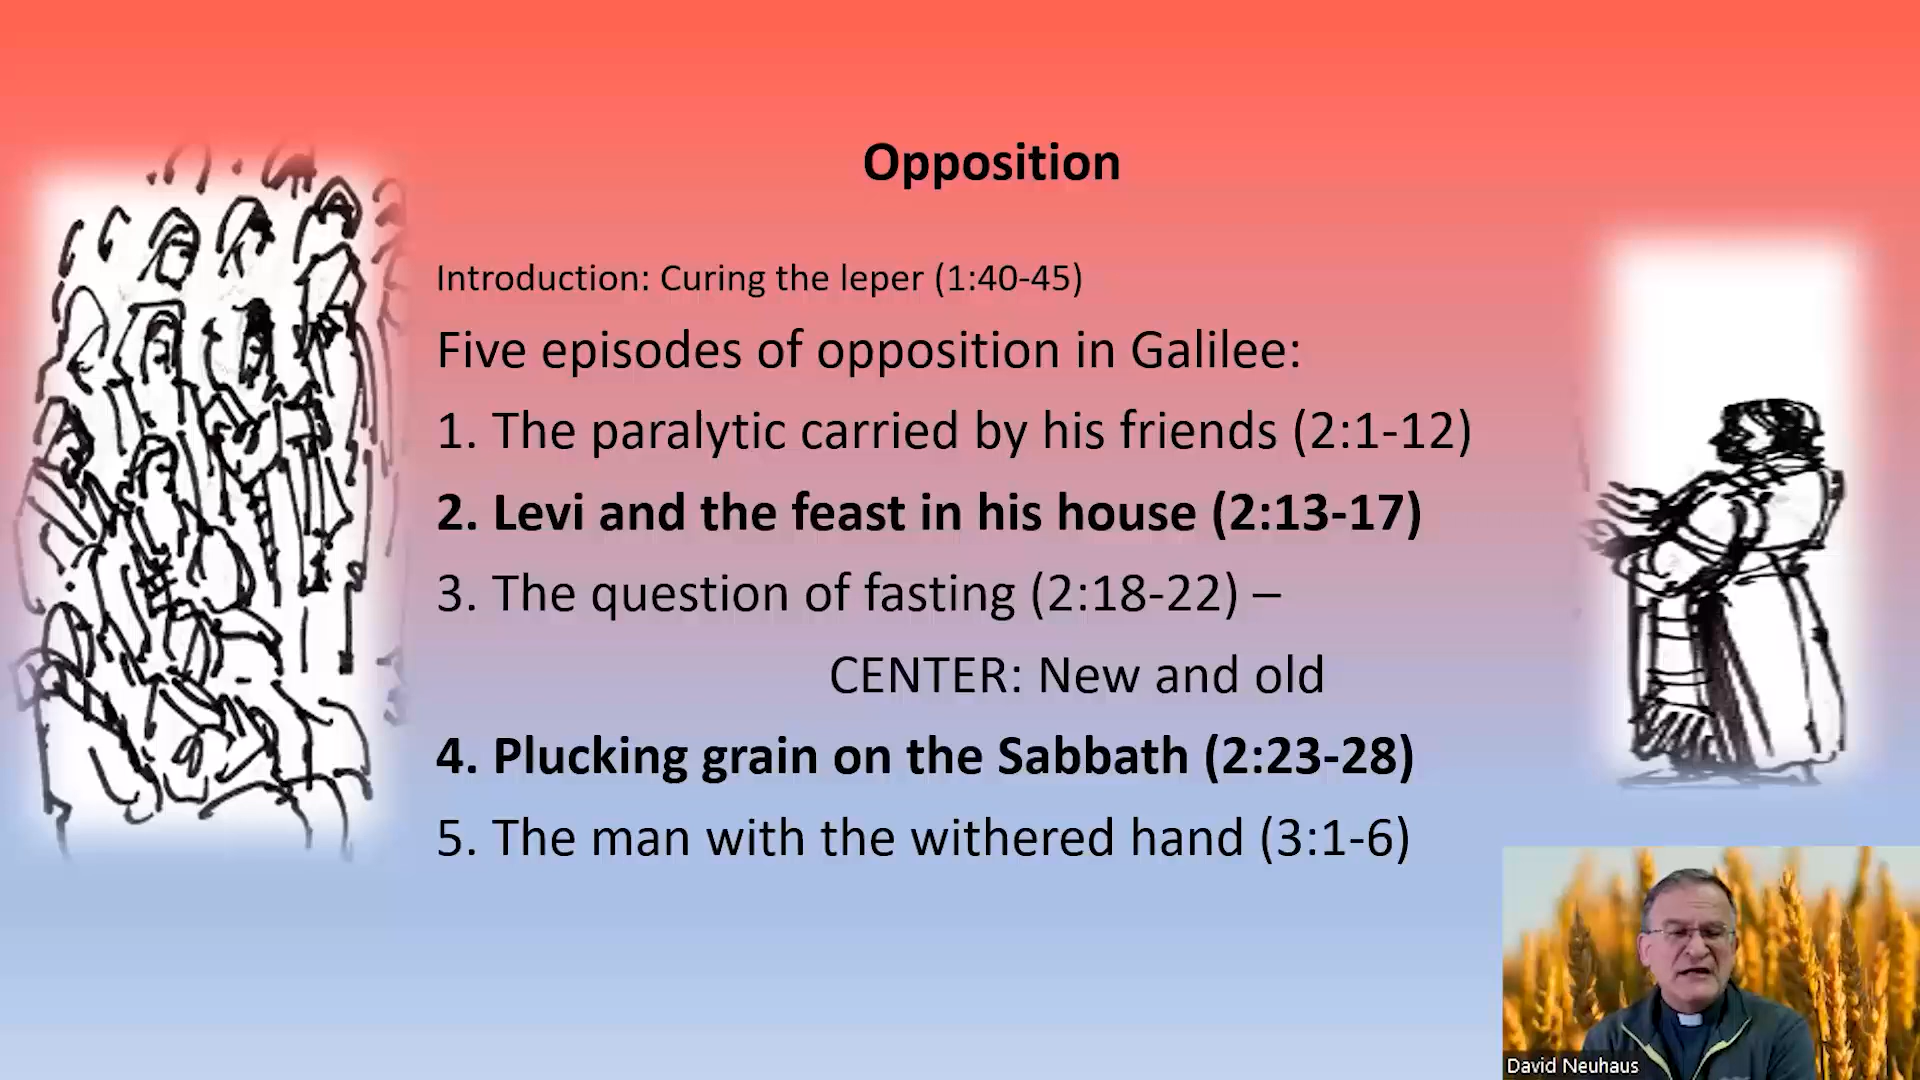 Opposition
Introduction: Curing the leper (1:40-45)
Five episodes of opposition in Galilee:
1. The paralytic carried by his friends (2:1-12)
2. Levi and the feast in his house (2:13-17)
3. The question of fasting (2:18-22) –
CENTER: New and old
4. Plucking grain on the Sabbath (2:23-28)
5. The man with the withered hand (3:1-6)
David Neuhaus